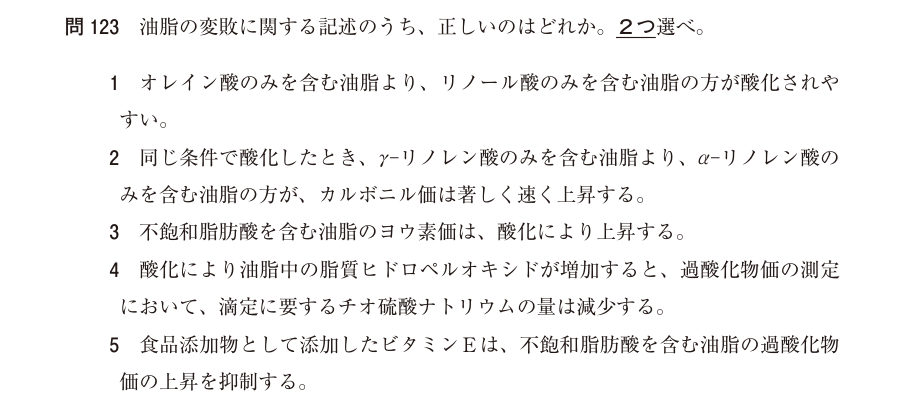 問 123 油脂の変敗に関する記述のうち、正しいのはどれか。2つ選べ。
1 オレイン酸のみを含む油脂より、リノール酸のみを含む油脂の方が酸化されや
すい。
2 同じ条件で酸化したとき、γ-リノレン酸のみを含む油脂より、α-リノレン酸の
みを含む油脂の方が、カルボニル価は著しく速く上昇する。
3 不飽和脂肪酸を含む油脂のヨウ素価は、酸化により上昇する。
4 酸化により油脂中の脂質ヒドロペルオキシドが増加すると、過酸化物価の測定
において、滴定に要するチオ硫酸ナトリウムの量は減少する。
5 食品添加物として添加したビタミンEは、不飽和脂肪酸を含む油脂の過酸化物
価の上昇を抑制する。